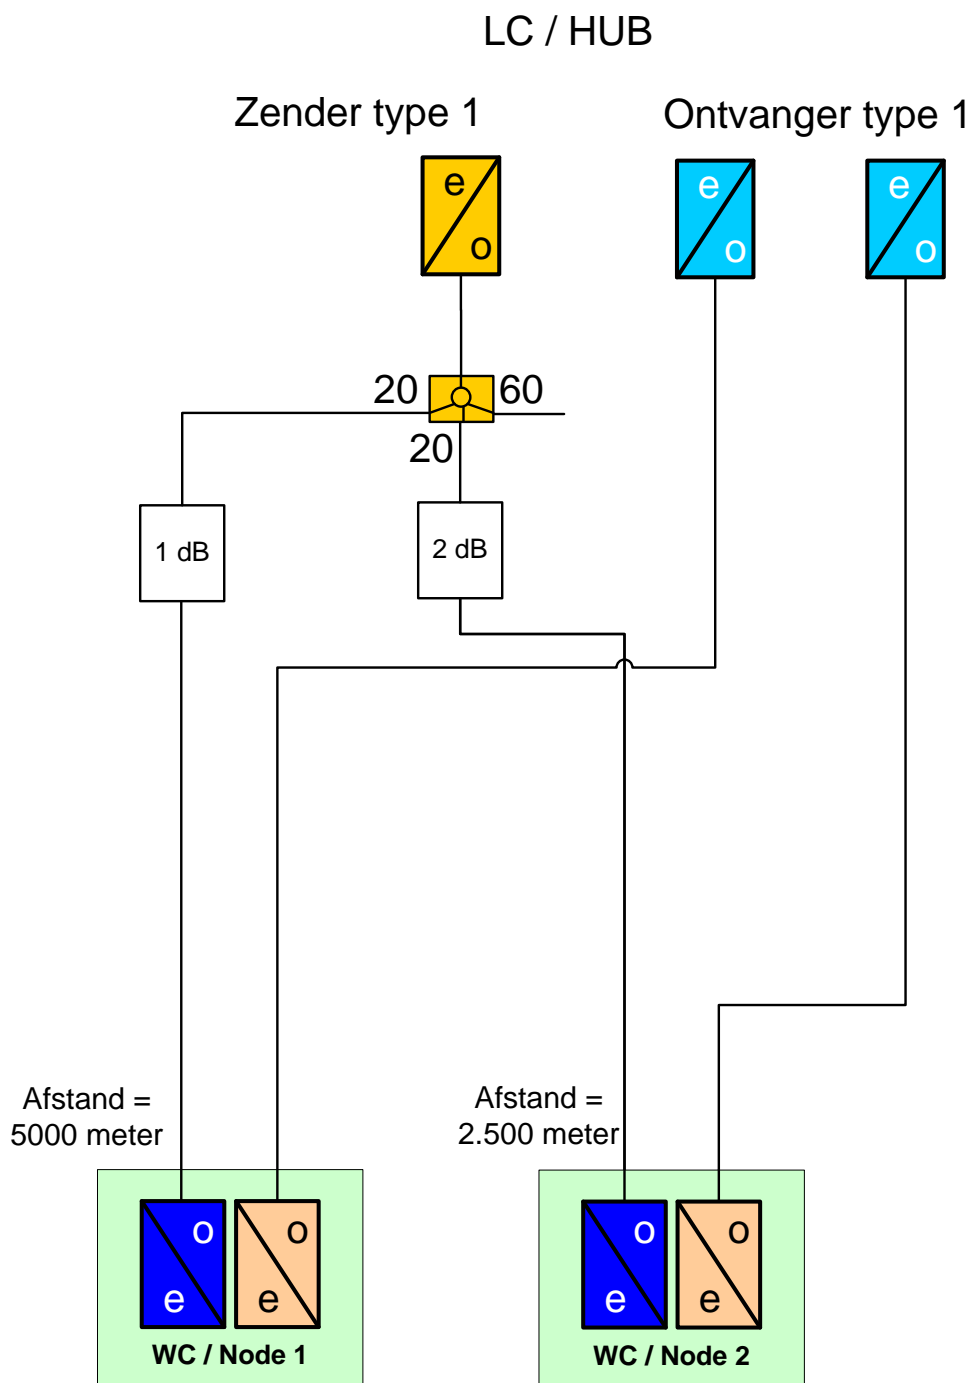 LC / HUB
Zender type 1
Ontvanger type 1
e
o
e
o
e
o
20
60
20
1 dB
2 dB
Afstand =
5000 meter
Afstand =
2.500 meter
o
e
o
e
WC / Node 1
o
e
o
e
WC / Node 2